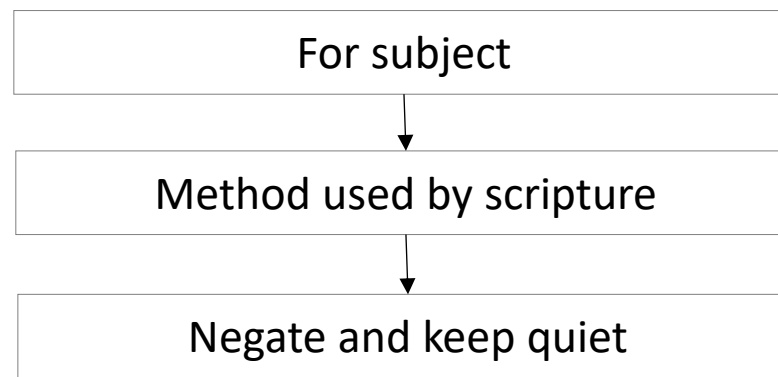 For subject
Method used by scripture
Negate and keep quiet